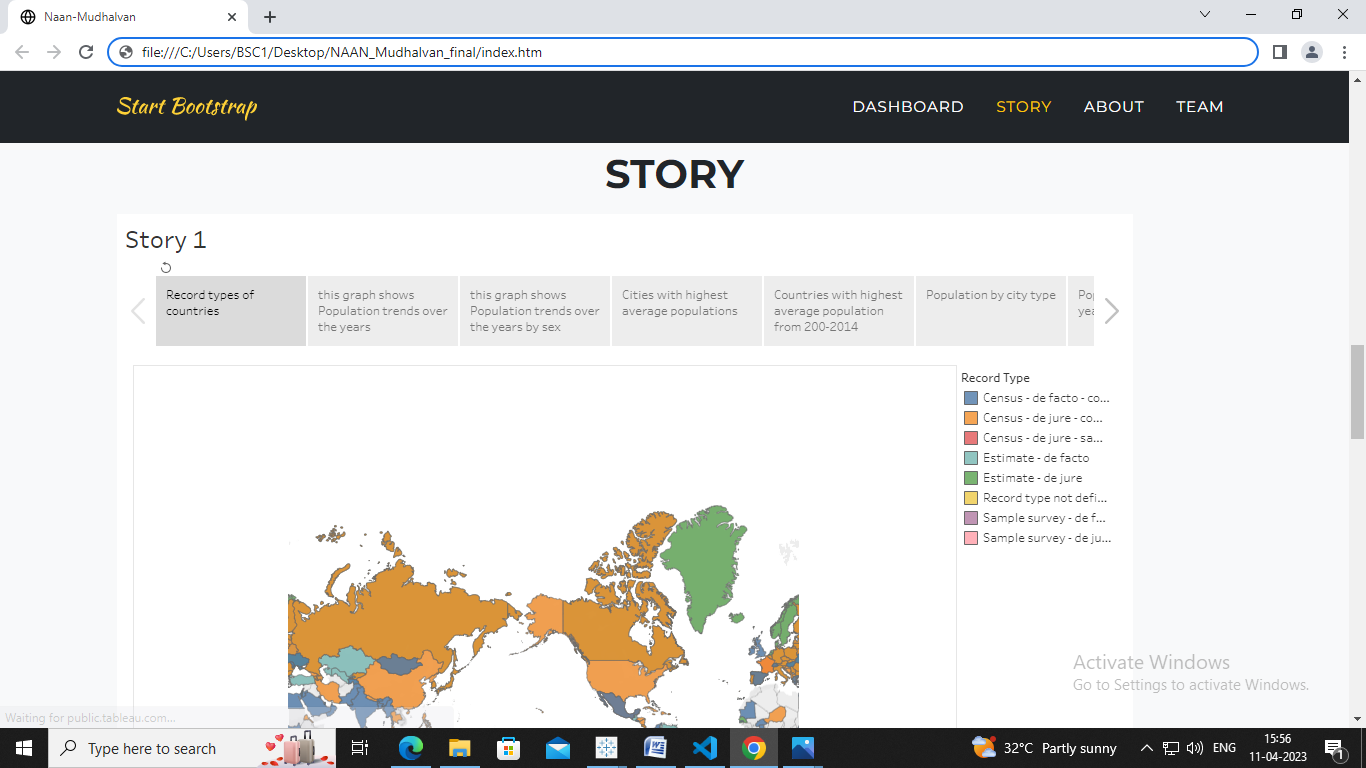 Naan-Mudhalvan
file:///C:/Users/BSC1/Desktop/NAAN_Mudhalvan_final/index.htm
Start Bootstrap
DASHBOARD
STORY
ABOUT
TEAM
STORY
Story 1
Record types of
countries
this graph shows
Population trends over
the years
this graph shows
Population trends over
the years by sex
Cities with highest
average populations
Countries with highest
average population
from 200-2014
Population by city type
Record Type
Census - de facto - co...
Census - de jure - co...
Census - de jure - sa...
Estimate - de facto
Estimate - de jure
Record type not defi...
Sample survey - de f...
Sample survey - de ju...
Activate Windows
Go to Settings to activate Windows.
Waiting for public.tableau.com...
Type here to search
32°C Partly sunny
ENG
15:56
11-04-2023
1